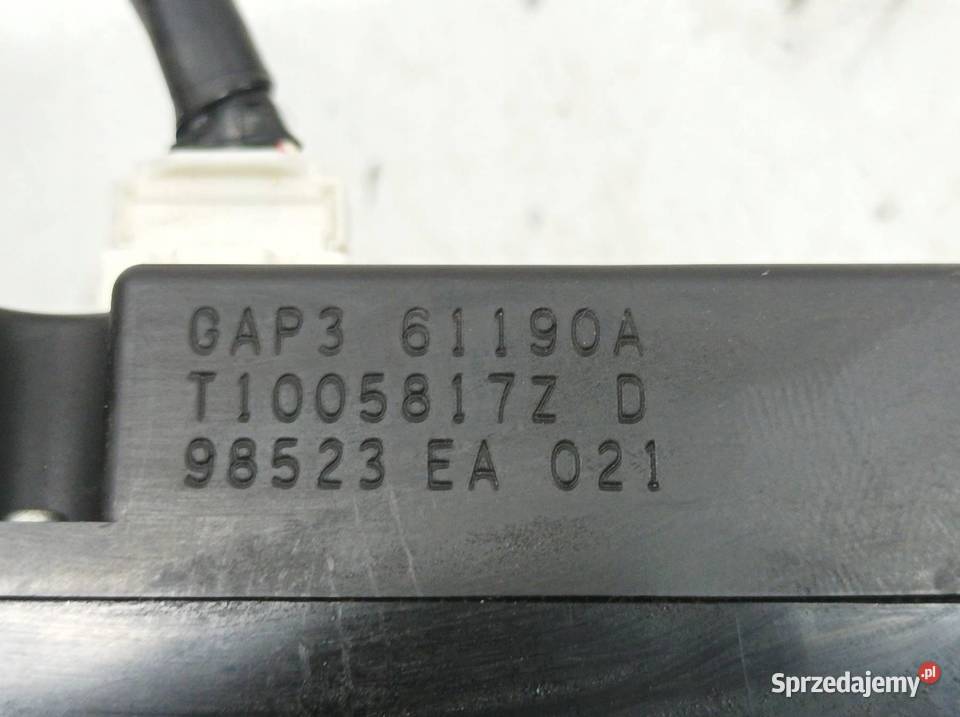 GAP3 61190A
T1005817Z D
98523 EA 021
Sprzedajemy.pl